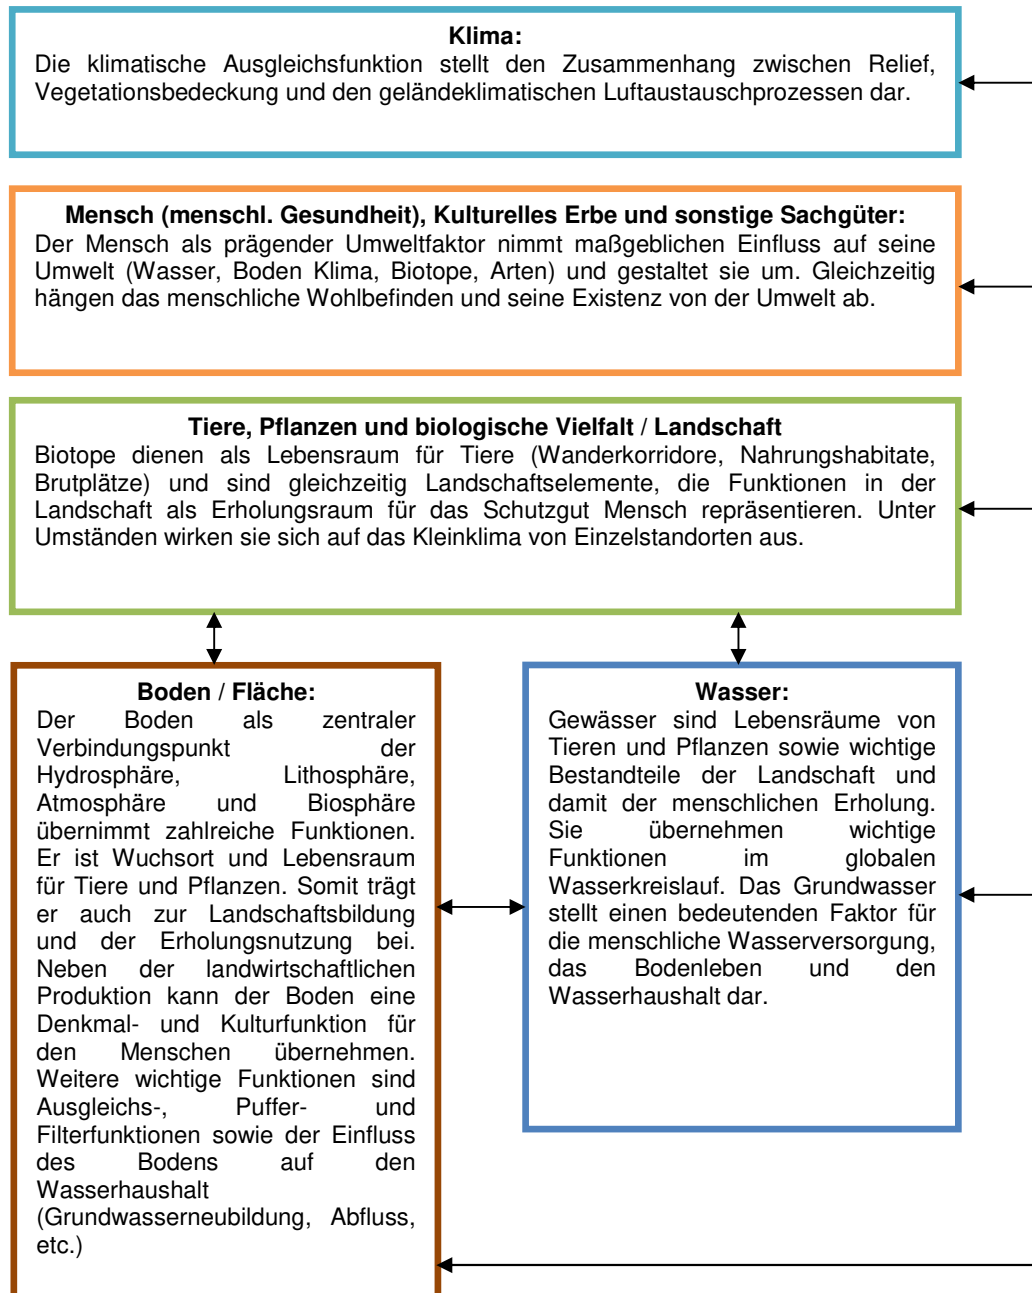 Klima:
Die klimatische Ausgleichsfunktion stellt den Zusammenhang zwischen Relief,
Vegetationsbedeckung und den geländeklimatischen Luftaustauschprozessen dar.
Mensch (menschl. Gesundheit), Kulturelles Erbe und sonstige Sachgüter:
Der Mensch als prägender Umweltfaktor nimmt maßgeblichen Einfluss auf seine
Umwelt (Wasser, Boden Klima, Biotope, Arten) und gestaltet sie um. Gleichzeitig
hängen das menschliche Wohlbefinden und seine Existenz von der Umwelt ab.
Tiere, Pflanzen und biologische Vielfalt / Landschaft
Biotope dienen als Lebensraum für Tiere (Wanderkorridore, Nahrungshabitate,
Brutplätze) und sind gleichzeitig Landschaftselemente, die Funktionen in der
Landschaft als Erholungsraum für das Schutzgut Mensch repräsentieren. Unter
Umständen wirken sie sich auf das Kleinklima von Einzelstandorten aus.
Boden / Fläche:
Der Boden als zentraler
Verbindungspunkt der
Hydrosphäre, Lithosphäre,
Atmosphäre und Biosphäre
übernimmt zahlreiche Funktionen.
Er ist Wuchsort und Lebensraum
für Tiere und Pflanzen. Somit trägt
er auch zur Landschaftsbildung
und der Erholungsnutzung bei.
Neben der landwirtschaftlichen
Produktion kann der Boden eine
Denkmal- und Kulturfunktion für
den Menschen übernehmen.
Weitere wichtige Funktionen sind
Ausgleichs-, Puffer- und
Filterfunktionen sowie der Einfluss
des Bodens auf den
Wasserhaushalt
(Grundwasserneubildung, Abfluss,
etc.)
Wasser:
Gewässer sind Lebensräume von
Tieren und Pflanzen sowie wichtige
Bestandteile der Landschaft und
damit der menschlichen Erholung.
Sie übernehmen wichtige
Funktionen im globalen
Wasserkreislauf. Das Grundwasser
stellt einen bedeutenden Faktor für
die menschliche Wasserversorgung,
das Bodenleben und den
Wasserhaushalt dar.